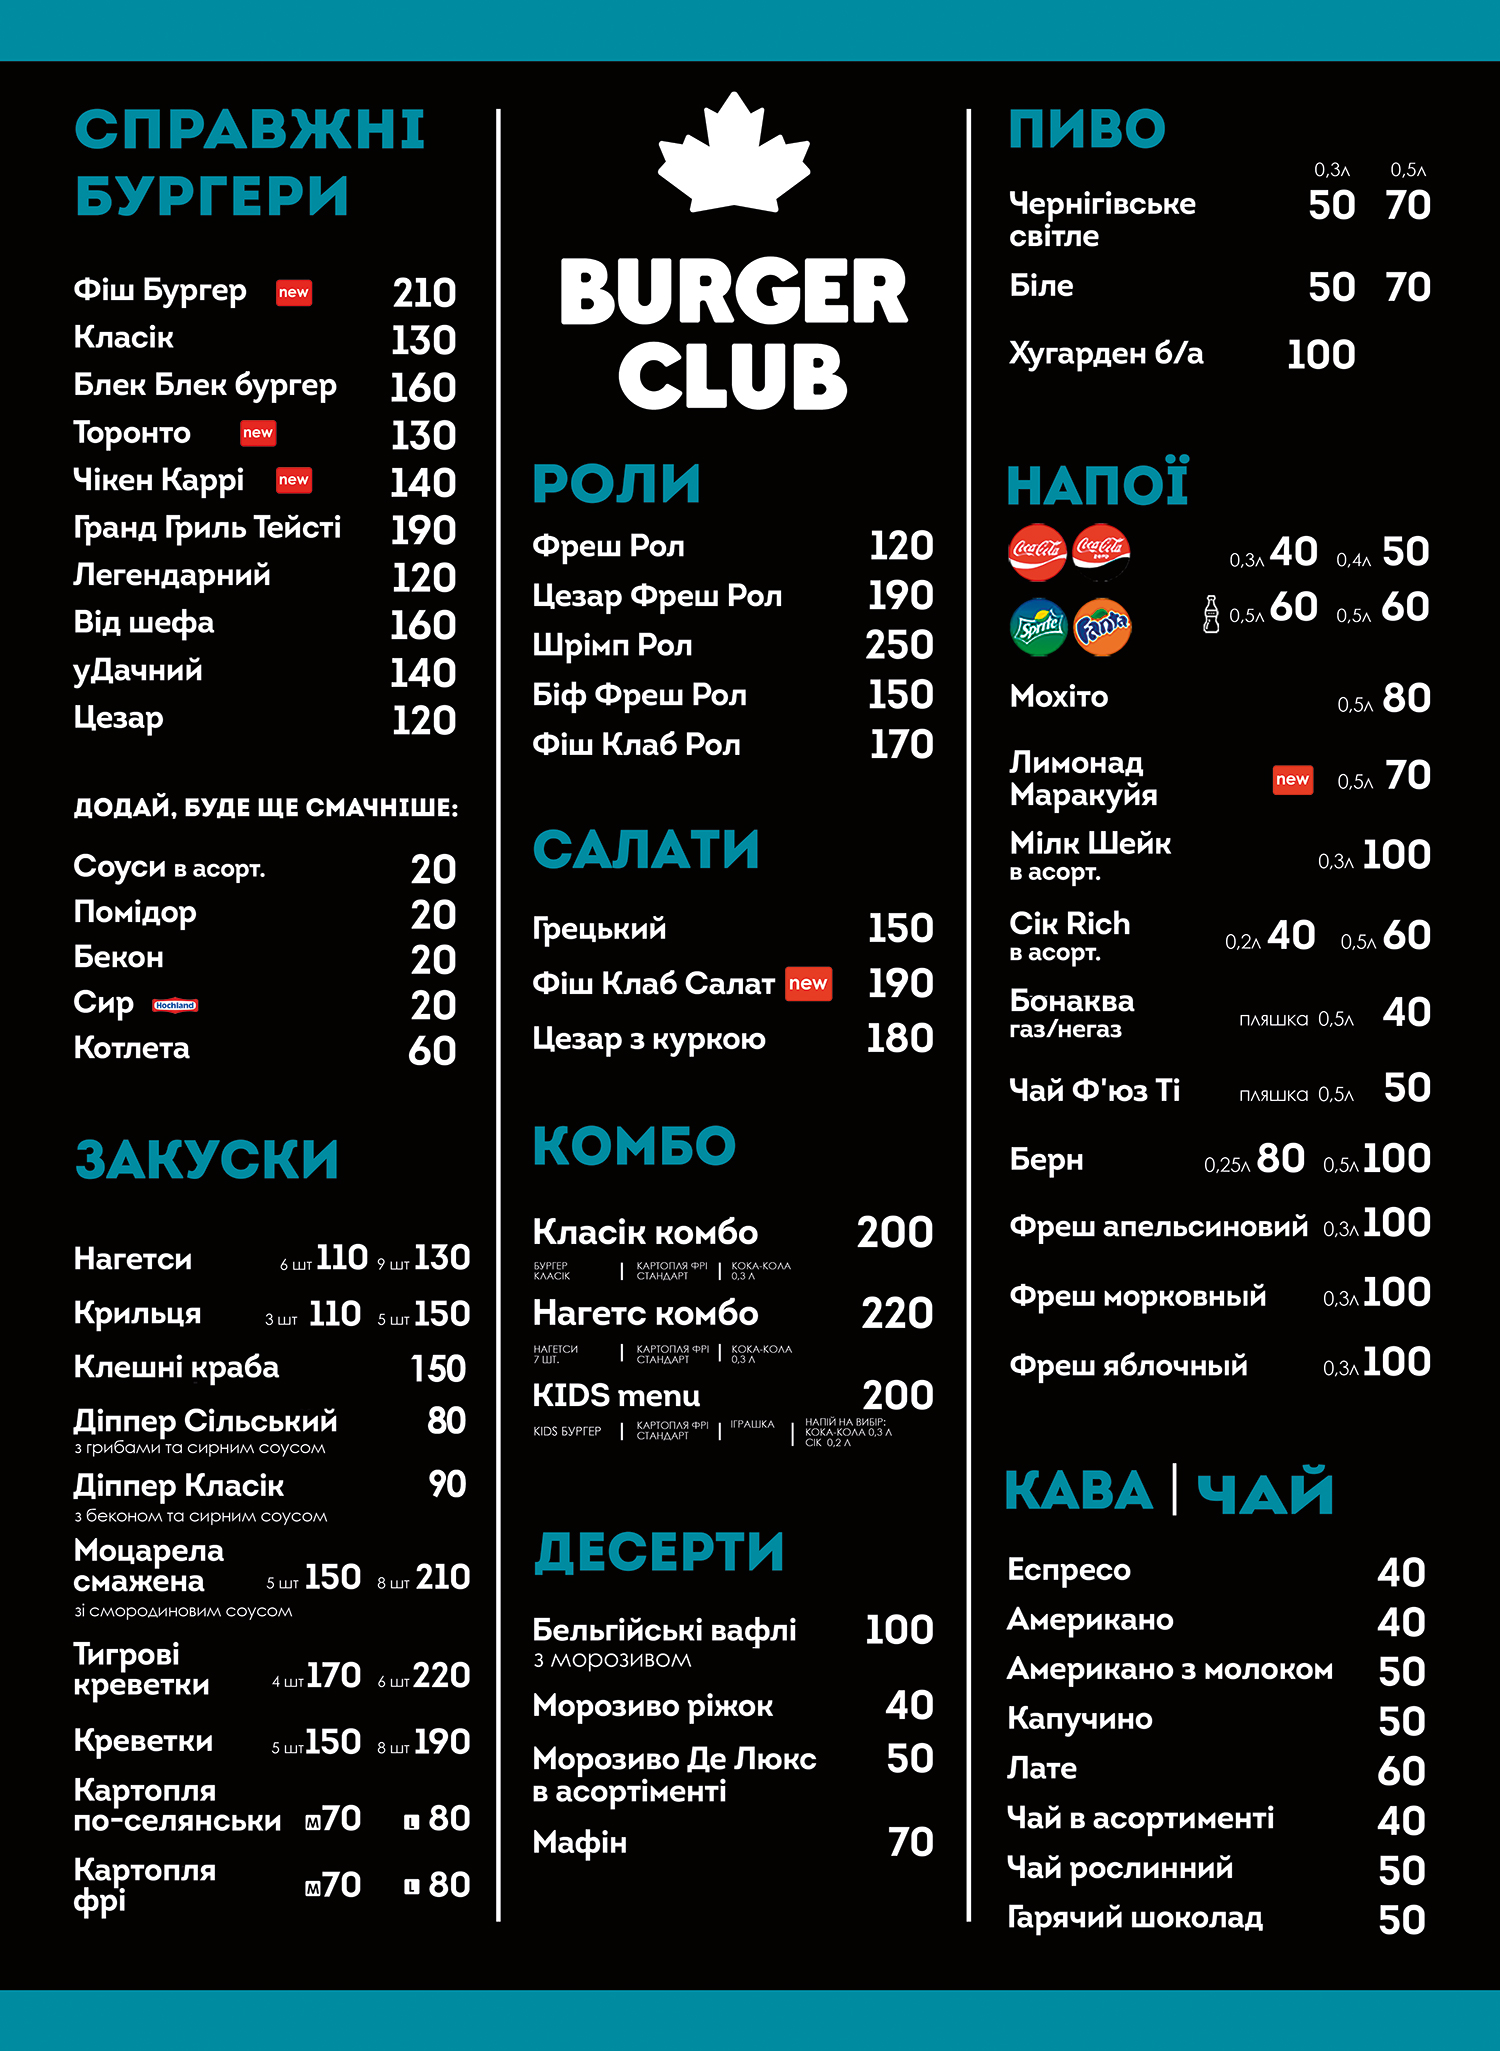 СПРАВЖНІ
БУРГЕРИ
Фіш Бургер new 210
Класік 130
Блек Блек бургер 160
Торонто new 130
Чікен Каррі new 140
Гранд Гриль Тейсті 190
Легендарний 120
Від шефа 160
уДачний 140
Цезар 120
ДОДАЙ, БУДЕ ЩЕ СМАЧНІШЕ:
Соуси в асорт. 20
Помідор 20
Бекон 20
Сир Hochland 20
Котлета 60
ЗАКУСКИ
Нагетси 6 шт 110 9 шт 130
Крильця 3 шт 110 5 шт 150
Клешні краба 150
Діппер Сільський 80
з грибами та сирним соусом
Діппер Класік 90
з беконом та сирним соусом
Моцарела
смажена 5 шт 150 8 шт 210
зі смородиновим соусом
Тигрові
креветки 4 шт 170 6 шт 220
Креветки 5 шт 150 8 шт 190
Картопля
по-селянськи M 70 L 80
Картопля
фрі M 70 L 80
BURGER
CLUB
РОЛИ
Фреш Рол 120
Цезар Фреш Рол 190
Шрімп Рол 250
Біф Фреш Рол 150
Фіш Клаб Рол 170
САЛАТИ
Грецький 150
Фіш Клаб Салат new 190
Цезар з куркою 180
КОМБО
Класік комбо 200
БУРГЕР КЛАСІК | КАРТОПЛЯ ФРІ СТАНДАРТ | КОКА-КОЛА 0,3 Л
Нагетс комбо 220
НАГЕТСИ 7 ШТ. | КАРТОПЛЯ ФРІ СТАНДАРТ | КОКА-КОЛА 0,3 Л
KIDS menu 200
KIDS БУРГЕР | КАРТОПЛЯ ФРІ СТАНДАРТ | ІГРАШКА | НАПІЙ НА ВИБІР: КОКА-КОЛА 0,3 Л СІК 0,2 Л
ДЕСЕРТИ
Бельгійські вафлі 100
з морозивом
Морозиво ріжок 40
Морозиво Де Люкс 50
в асортіменті
Мафін 70
ПИВО
0,3л 0,5л
Чернігівське 50 70
світле
Біле 50 70
Хугарден б/а 100
НАПОЇ
Coca-Cola Coca-Cola zero 0,3л 40 0,4л 50
Sprite Fanta 0,5л 60 0,5л 60
Мохіто 0,5л 80
Лимонад
Маракуйя new 0,5л 70
Мілк Шейк 0,3л 100
в асорт.
Сік Rich 0,2л 40 0,5л 60
в асорт.
Бонаква пляшка 0,5л 40
газ/негаз
Чай Ф'юз Ті пляшка 0,5л 50
Берн 0,25л 80 0,5л 100
Фреш апельсиновий 0,3л 100
Фреш морковный 0,3л 100
Фреш яблочный 0,3л 100
КАВА | ЧАЙ
Еспресо 40
Американо 40
Американо з молоком 50
Капучино 50
Лате 60
Чай в асортименті 40
Чай рослинний 50
Гарячий шоколад 50